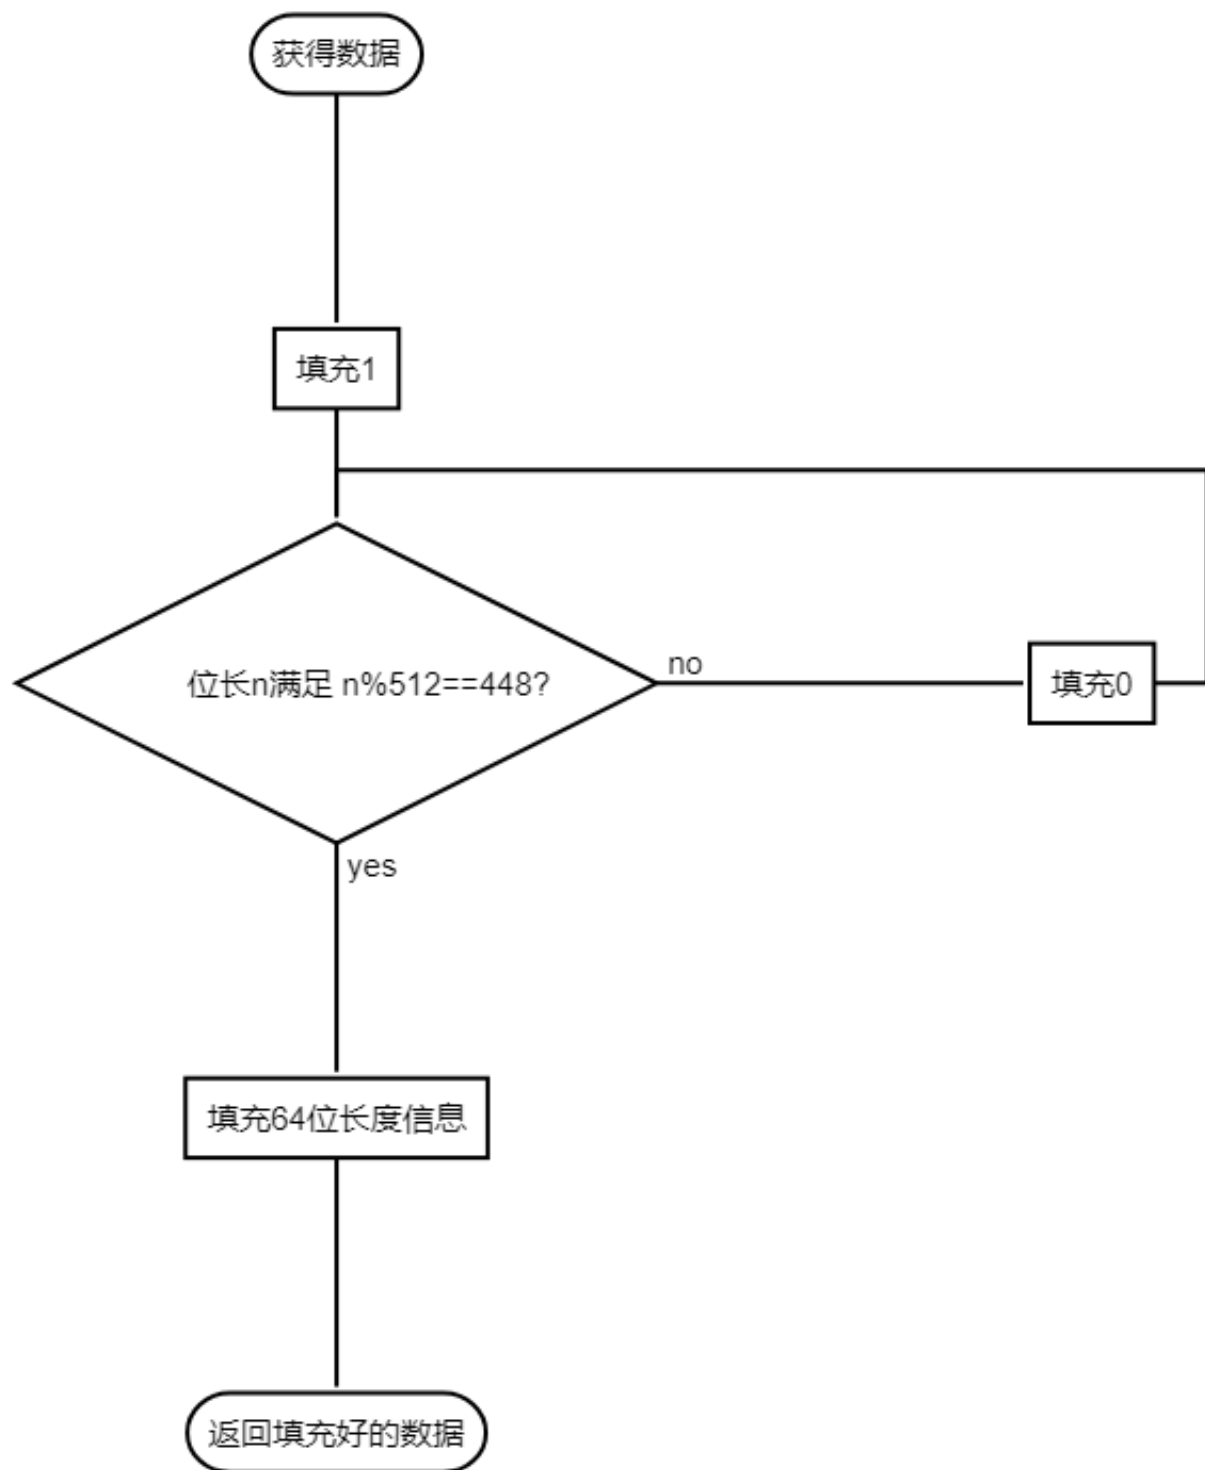 获得数据
填充1
位长n满足 n%512==448?
no
填充0
yes
填充64位长度信息
返回填充好的数据